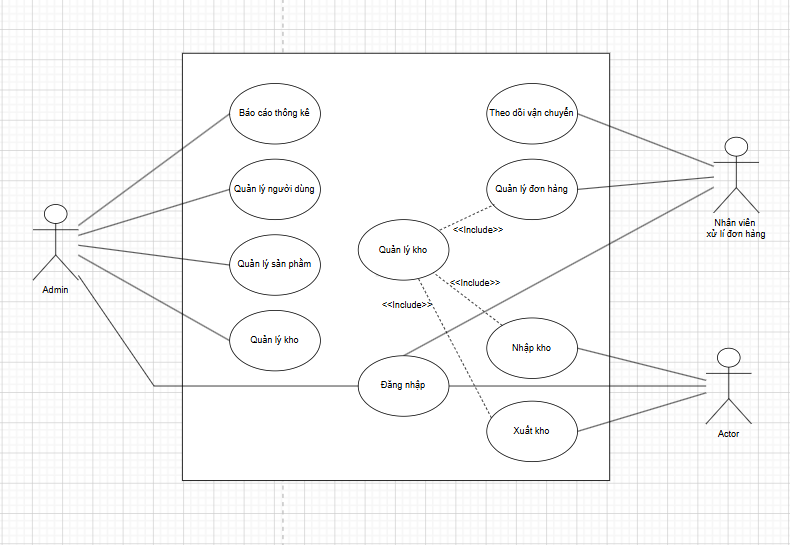 Báo cáo thống kê
Theo dõi vận chuyển
Quản lý người dùng
Quản lý đơn hàng
Nhân viên
xử lí đơn hàng
<<Include>>
Quản lý kho
Quản lý sản phẩm
Admin
<<Include>>
<<Include>>
Quản lý kho
Nhập kho
Đăng nhập
Xuất kho
Actor